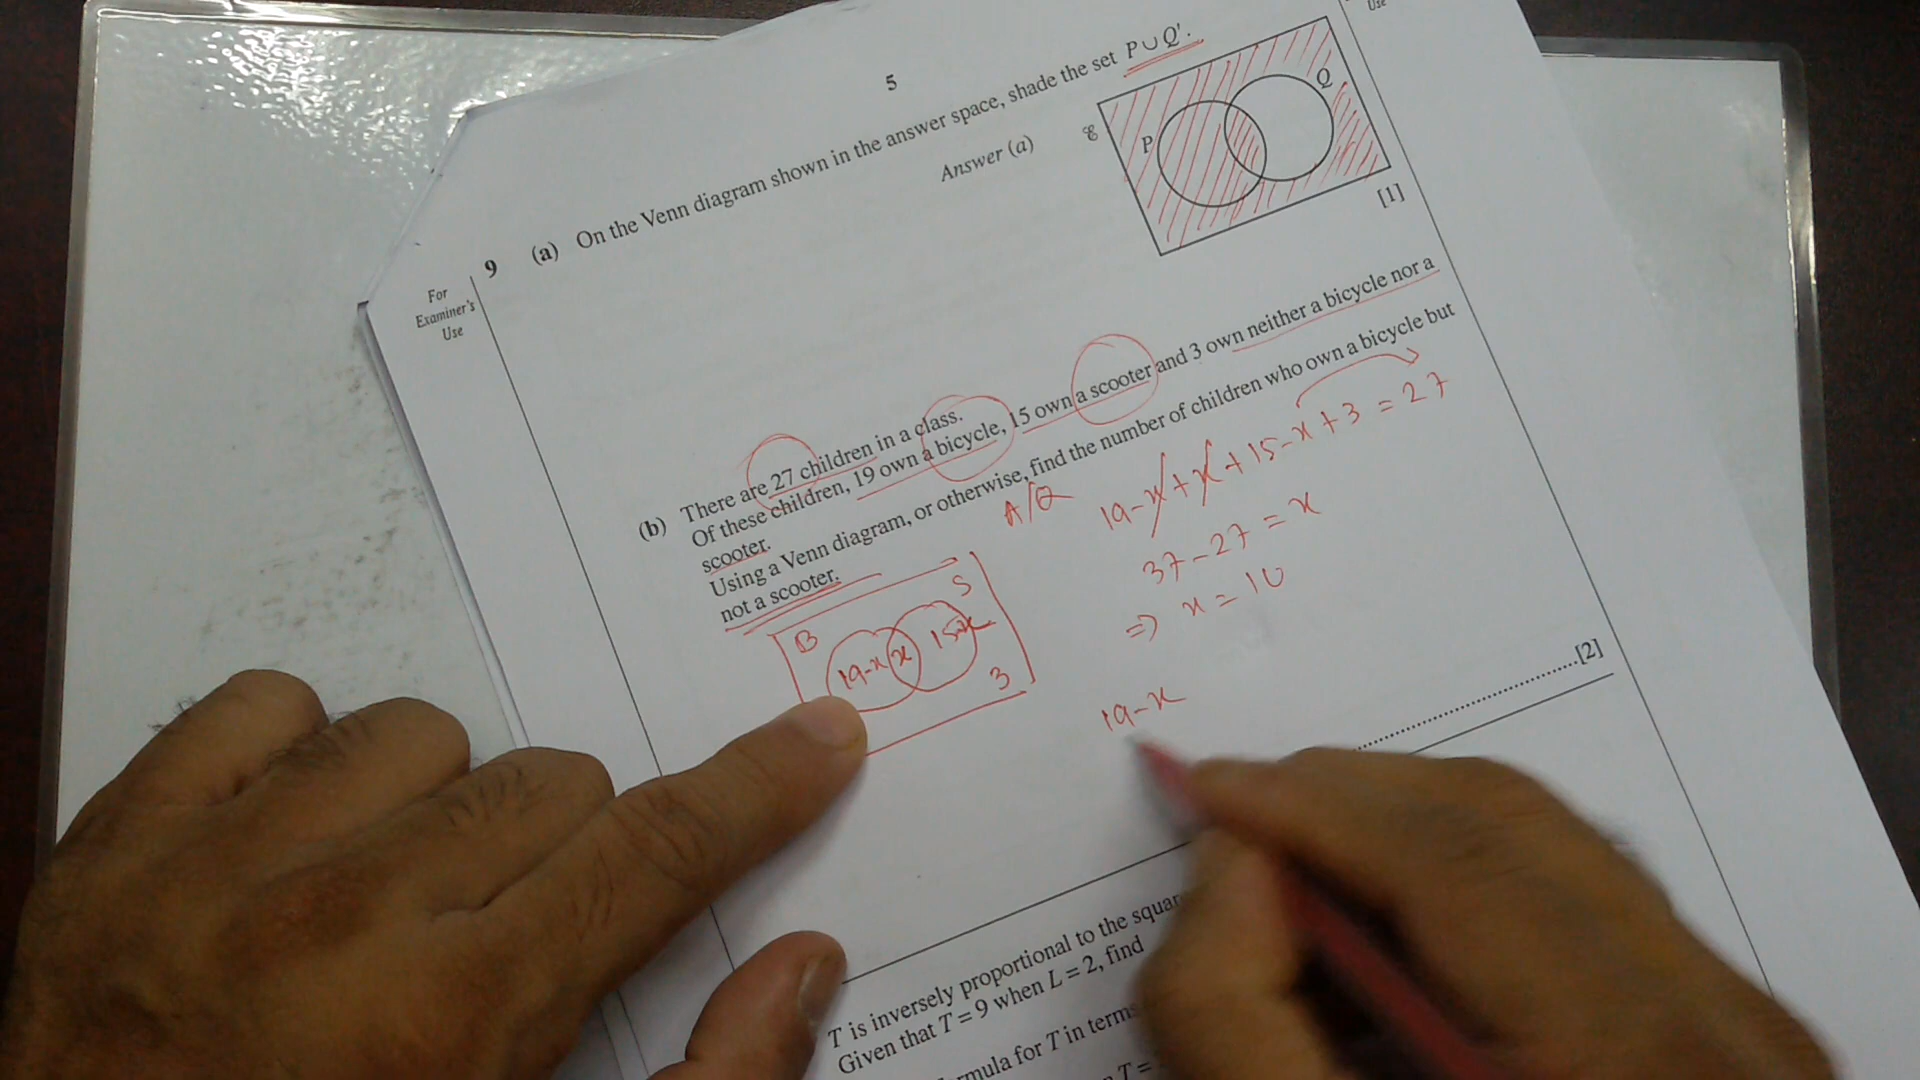 5
Use
For
Examiner's
Use
9 (a) On the Venn diagram shown in the answer space, shade the set P ∪ Q′.
Answer (a)
ℰ
P
Q
[1]
(b) There are 27 children in a class.
Of these children, 19 own a bicycle, 15 own a scooter and 3 own neither a bicycle nor a
scooter.
Using a Venn diagram, or otherwise, find the number of children who own a bicycle but
not a scooter.
A/Q
19-x+x+15-x+3 = 27
37-27 = x
⇒ x = 10
B
S
19-x
x
15-x
3
19-x
[2]
T is inversely proportional to the
Given that T = 9 when L = 2, find
for T in
T =